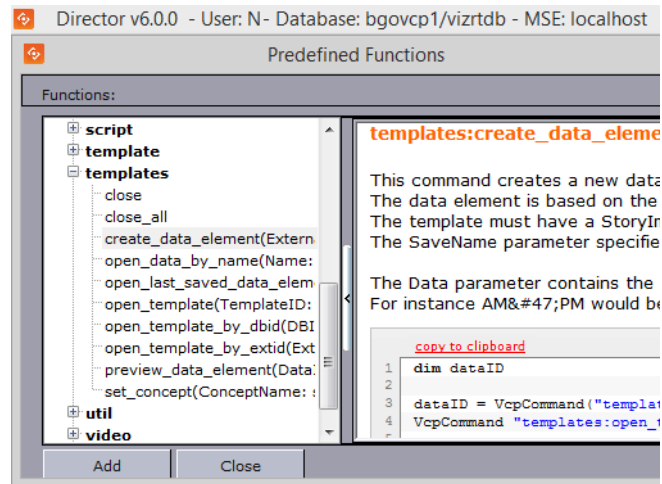 Director v6.0.0 - User: N- Database: bgovcp1/vizrtdb - MSE: localhost
Predefined Functions
Functions:
script
template
templates
close
close_all
create_data_element(Extern
open_data_by_name(Name:
open_last_saved_data_elem
open_template(TemplateID:
open_template_by_dbid(DBI
open_template_by_extid(Ext
preview_data_element(Data
set_concept(ConceptName:
util
video
Add
Close
templates:create_data_eleme
This command creates a new data
The data element is based on the
The template must have a StoryIn
The SaveName parameter specifie
The Data parameter contains the
For instance AM&#47;PM would be
copy to clipboard
1 dim dataID
2
3 dataID = VcpCommand("templat
4 VcpCommand "templates:open_t